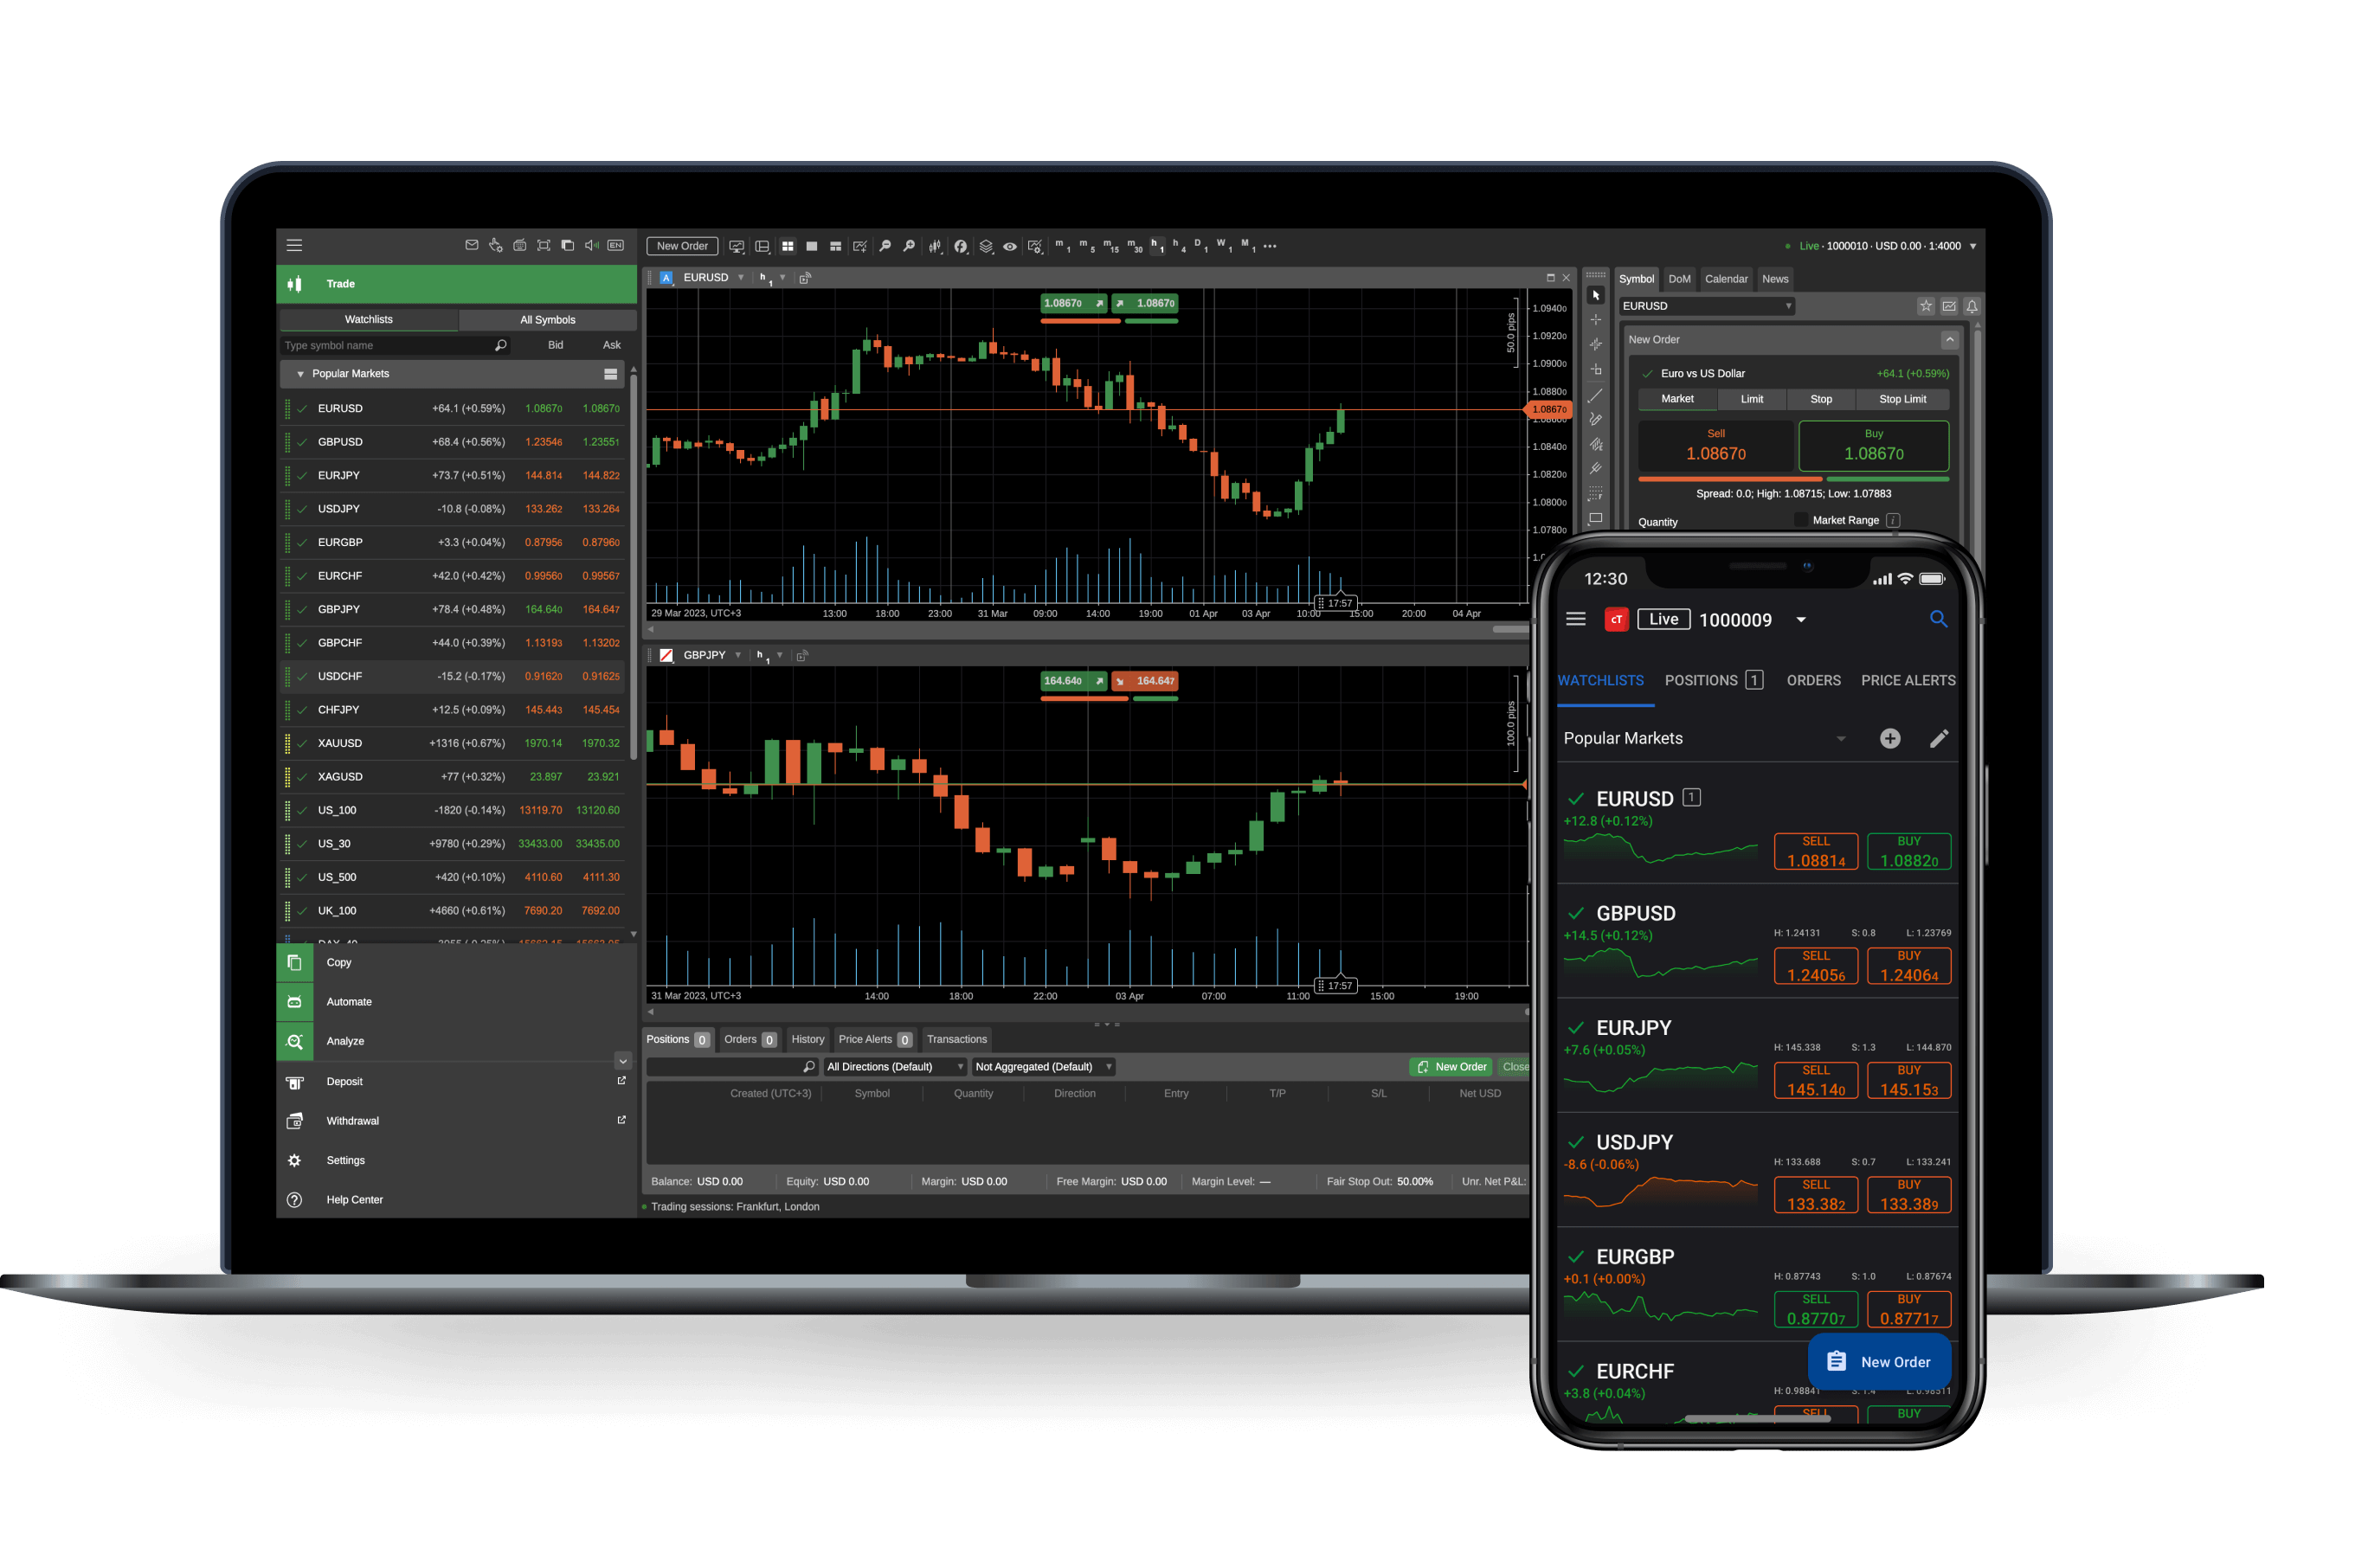 EN
Trade
Watchlists All Symbols
Type symbol name Bid Ask
Popular Markets
EURUSD +64.1 (+0.59%) 1.08670 1.08670
GBPUSD +68.4 (+0.56%) 1.23546 1.23551
EURJPY +73.7 (+0.51%) 144.814 144.822
USDJPY -10.8 (-0.08%) 133.262 133.264
EURGBP +3.3 (+0.04%) 0.87956 0.87960
EURCHF +42.0 (+0.42%) 0.99560 0.99567
GBPJPY +78.4 (+0.48%) 164.640 164.647
GBPCHF +44.0 (+0.39%) 1.13193 1.13202
USDCHF -15.2 (-0.17%) 0.91620 0.91625
CHFJPY +12.5 (+0.09%) 145.443 145.454
XAUUSD +1316 (+0.67%) 1970.14 1970.32
XAGUSD +77 (+0.32%) 23.897 23.921
US_100 -1820 (-0.14%) 13119.70 13120.60
US_30 +9780 (+0.29%) 33433.00 33435.00
US_500 +420 (+0.10%) 4110.60 4111.30
UK_100 +4660 (+0.61%) 7690.20 7692.00
Copy
Automate
Analyze
Deposit
Withdrawal
Settings
Help Center
New Order m1 m5 m15 m30 h1 h4 D1 W1 M1
Live · 1000010 · USD 0.00 · 1:4000
A EURUSD h1
1.08670 1.08670
50.0 pips
1.09400
1.09200
1.09000
1.08800
1.08670
1.08600
1.08400
1.08200
1.08000
1.07800
29 Mar 2023, UTC+3 13:00 18:00 23:00 31 Mar 09:00 14:00 19:00 01 Apr 03 Apr 10:00 15:00 20:00 04 Apr
17:57
GBPJPY h1
164.640 164.647
100.0 pips
31 Mar 2023, UTC+3 14:00 18:00 22:00 03 Apr 07:00 11:00 15:00 19:00
17:57
Positions 0 Orders 0 History Price Alerts 0 Transactions
All Directions (Default) Not Aggregated (Default) New Order Close
Created (UTC+3) Symbol Quantity Direction Entry T/P S/L Net USD
Balance: USD 0.00 Equity: USD 0.00 Margin: USD 0.00 Free Margin: USD 0.00 Margin Level: — Fair Stop Out: 50.00% Unr. Net P&L:
Trading sessions: Frankfurt, London
Symbol DoM Calendar News
EURUSD
New Order
Euro vs US Dollar +64.1 (+0.59%)
Market Limit Stop Stop Limit
Sell Buy
1.08670 1.08670
Spread: 0.0; High: 1.08715; Low: 1.07883
Quantity Market Range i
12:30
cT Live 1000009
WATCHLISTS POSITIONS 1 ORDERS PRICE ALERTS
Popular Markets
EURUSD 1
+12.8 (+0.12%)
SELL BUY
1.08814 1.08820
GBPUSD
+14.5 (+0.12%) H: 1.24131 S: 0.8 L: 1.23769
SELL BUY
1.24056 1.24064
EURJPY
+7.6 (+0.05%) H: 145.338 S: 1.3 L: 144.870
SELL BUY
145.140 145.153
USDJPY
-8.6 (-0.06%) H: 133.688 S: 0.7 L: 133.241
SELL BUY
133.382 133.389
EURGBP
+0.1 (+0.00%) H: 0.87743 S: 1.0 L: 0.87674
SELL BUY
0.87707 0.87717
EURCHF
New Order
+3.8 (+0.04%) H: 0.98841 S: 1.4 L: 0.98511
SELL BUY